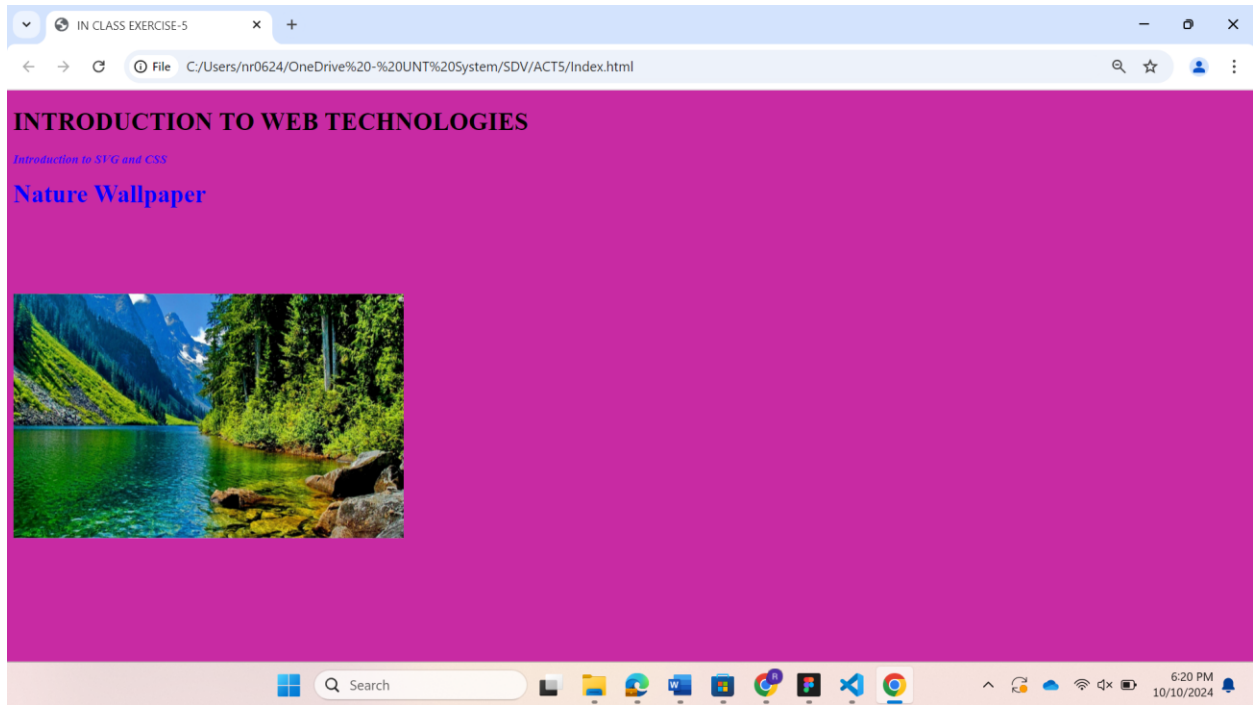 IN CLASS EXERCISE-5
File C:/Users/nr0624/OneDrive%20-%20UNT%20System/SDV/ACT5/Index.html
INTRODUCTION TO WEB TECHNOLOGIES
Introduction to SVG and CSS
Nature Wallpaper
Search
W
R
6:20 PM
10/10/2024